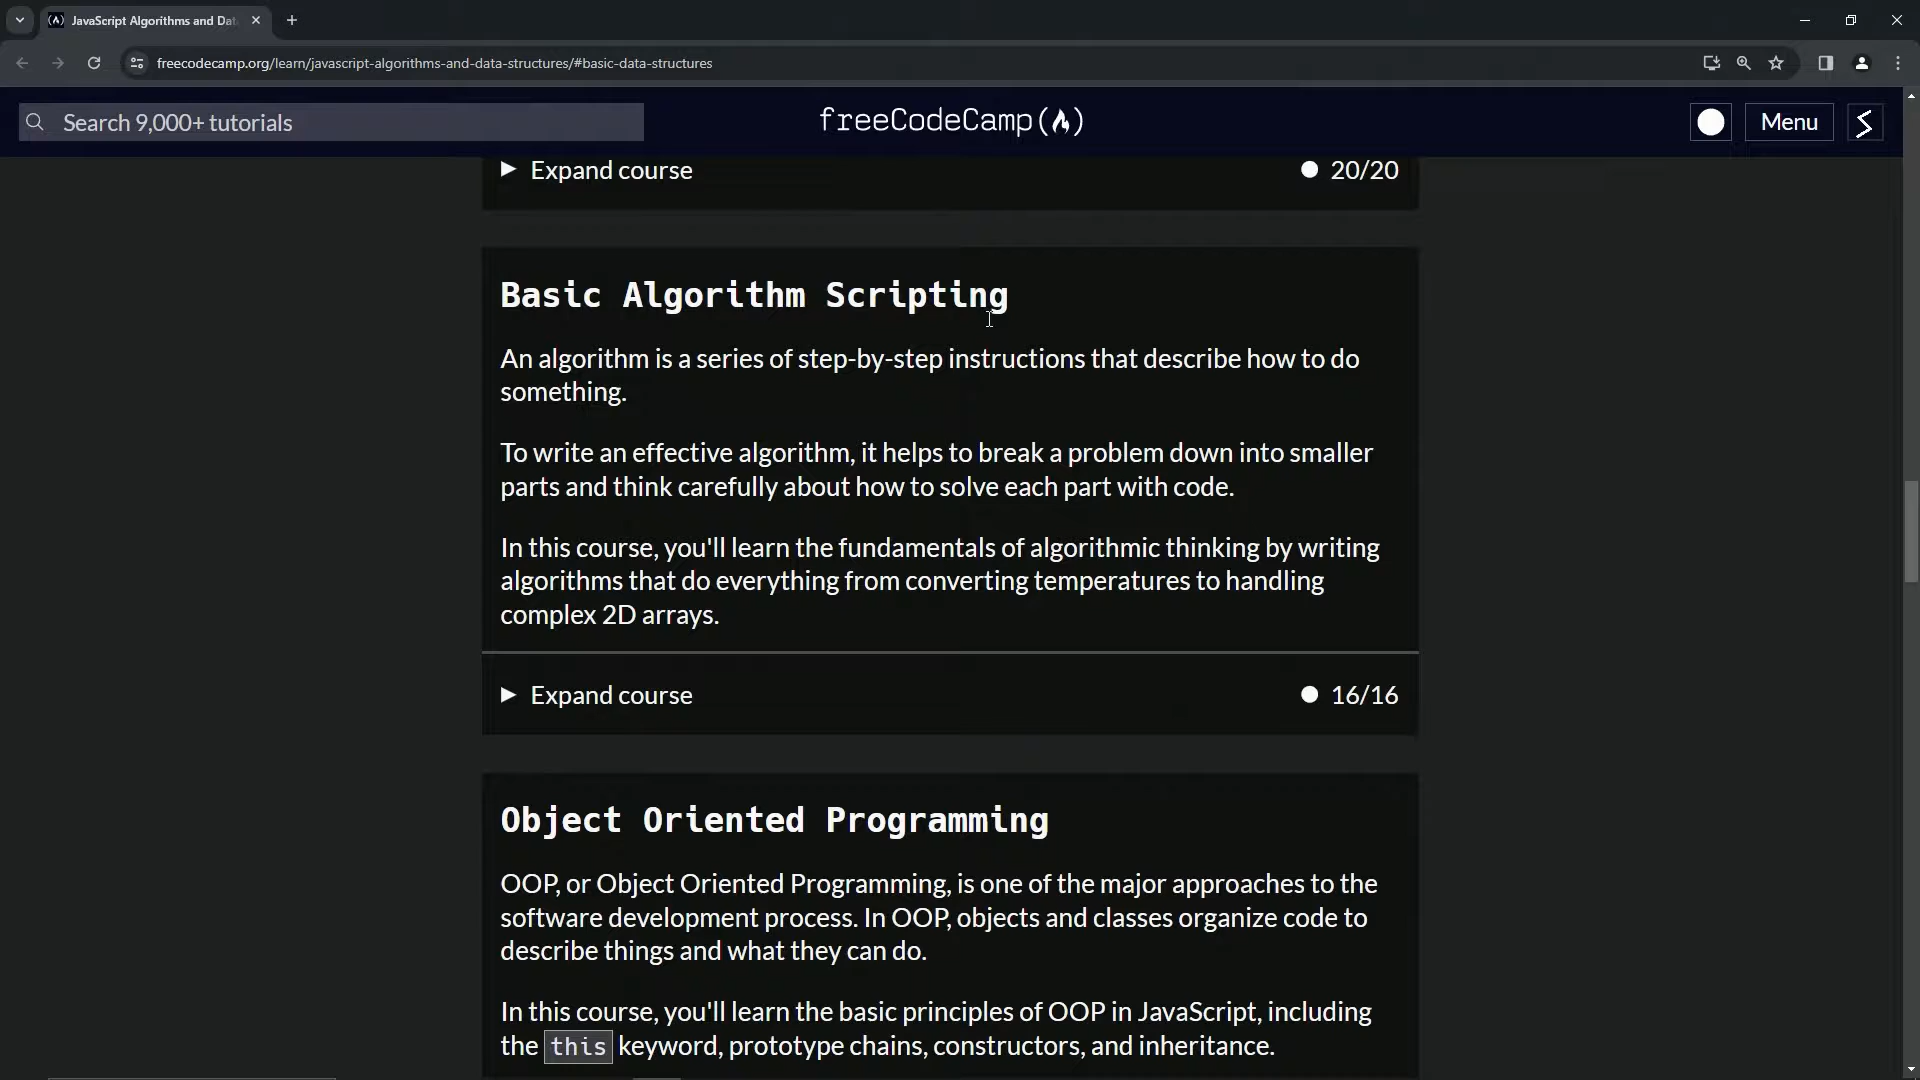 JavaScript Algorithms and Dat
freecodecamp.org/learn/javascript-algorithms-and-data-structures/#basic-data-structures
Search 9,000+ tutorials
freeCodeCamp
Menu
Expand course
20/20
Basic Algorithm Scripting
An algorithm is a series of step-by-step instructions that describe how to do
something.
To write an effective algorithm, it helps to break a problem down into smaller
parts and think carefully about how to solve each part with code.
In this course, you'll learn the fundamentals of algorithmic thinking by writing
algorithms that do everything from converting temperatures to handling
complex 2D arrays.
Expand course
16/16
Object Oriented Programming
OOP, or Object Oriented Programming, is one of the major approaches to the
software development process. In OOP, objects and classes organize code to
describe things and what they can do.
In this course, you'll learn the basic principles of OOP in JavaScript, including
the this keyword, prototype chains, constructors, and inheritance.